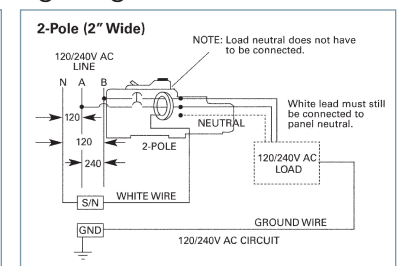 2-Pole (2" Wide)
NOTE: Load neutral does not have
to be connected.
120/240V AC
LINE
N A B
120
120
240
NEUTRAL
2-POLE
White lead must still
be connected to
panel neutral.
120/240V AC
LOAD
S/N
WHITE WIRE
GND
GROUND WIRE
120/240V AC CIRCUIT